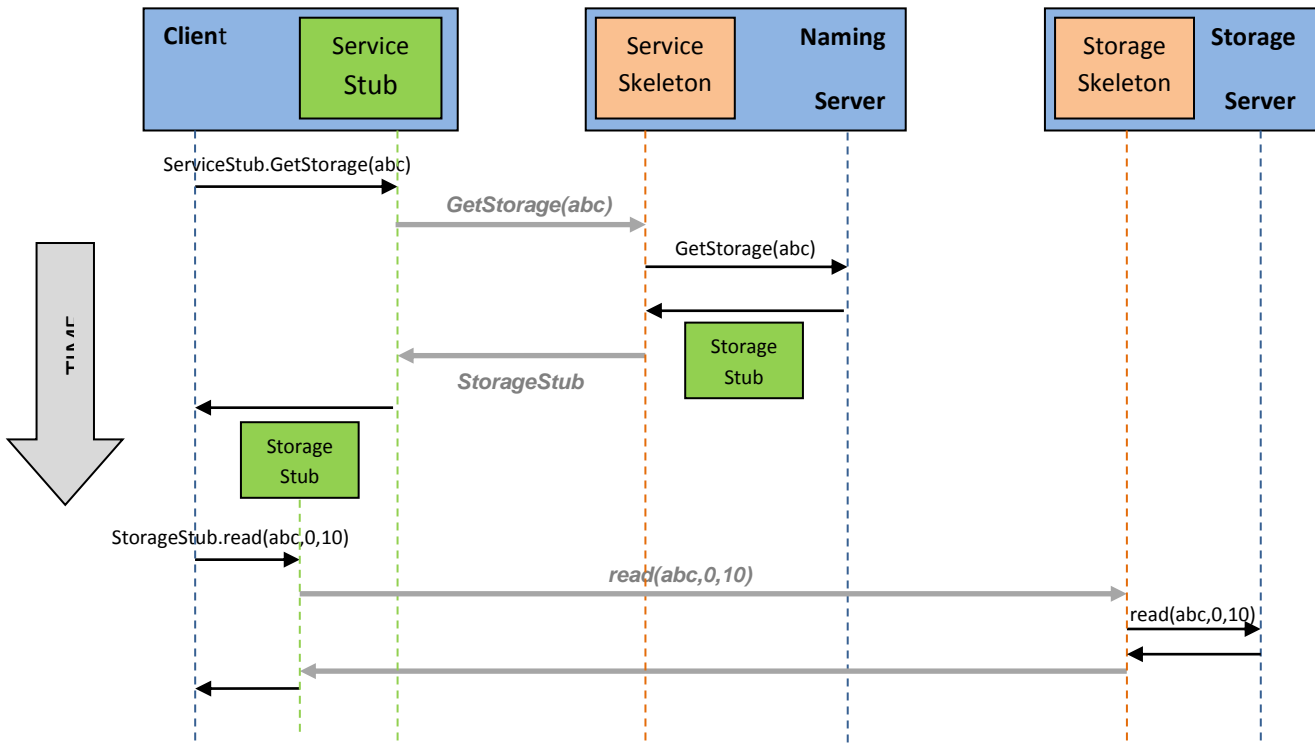 Client
Service
Stub
Service
Skeleton
Naming
Server
Storage
Skeleton
Storage
Server
ServiceStub.GetStorage(abc)
GetStorage(abc)
GetStorage(abc)
TIME
Storage
Stub
StorageStub
Storage
Stub
StorageStub.read(abc,0,10)
read(abc,0,10)
read(abc,0,10)